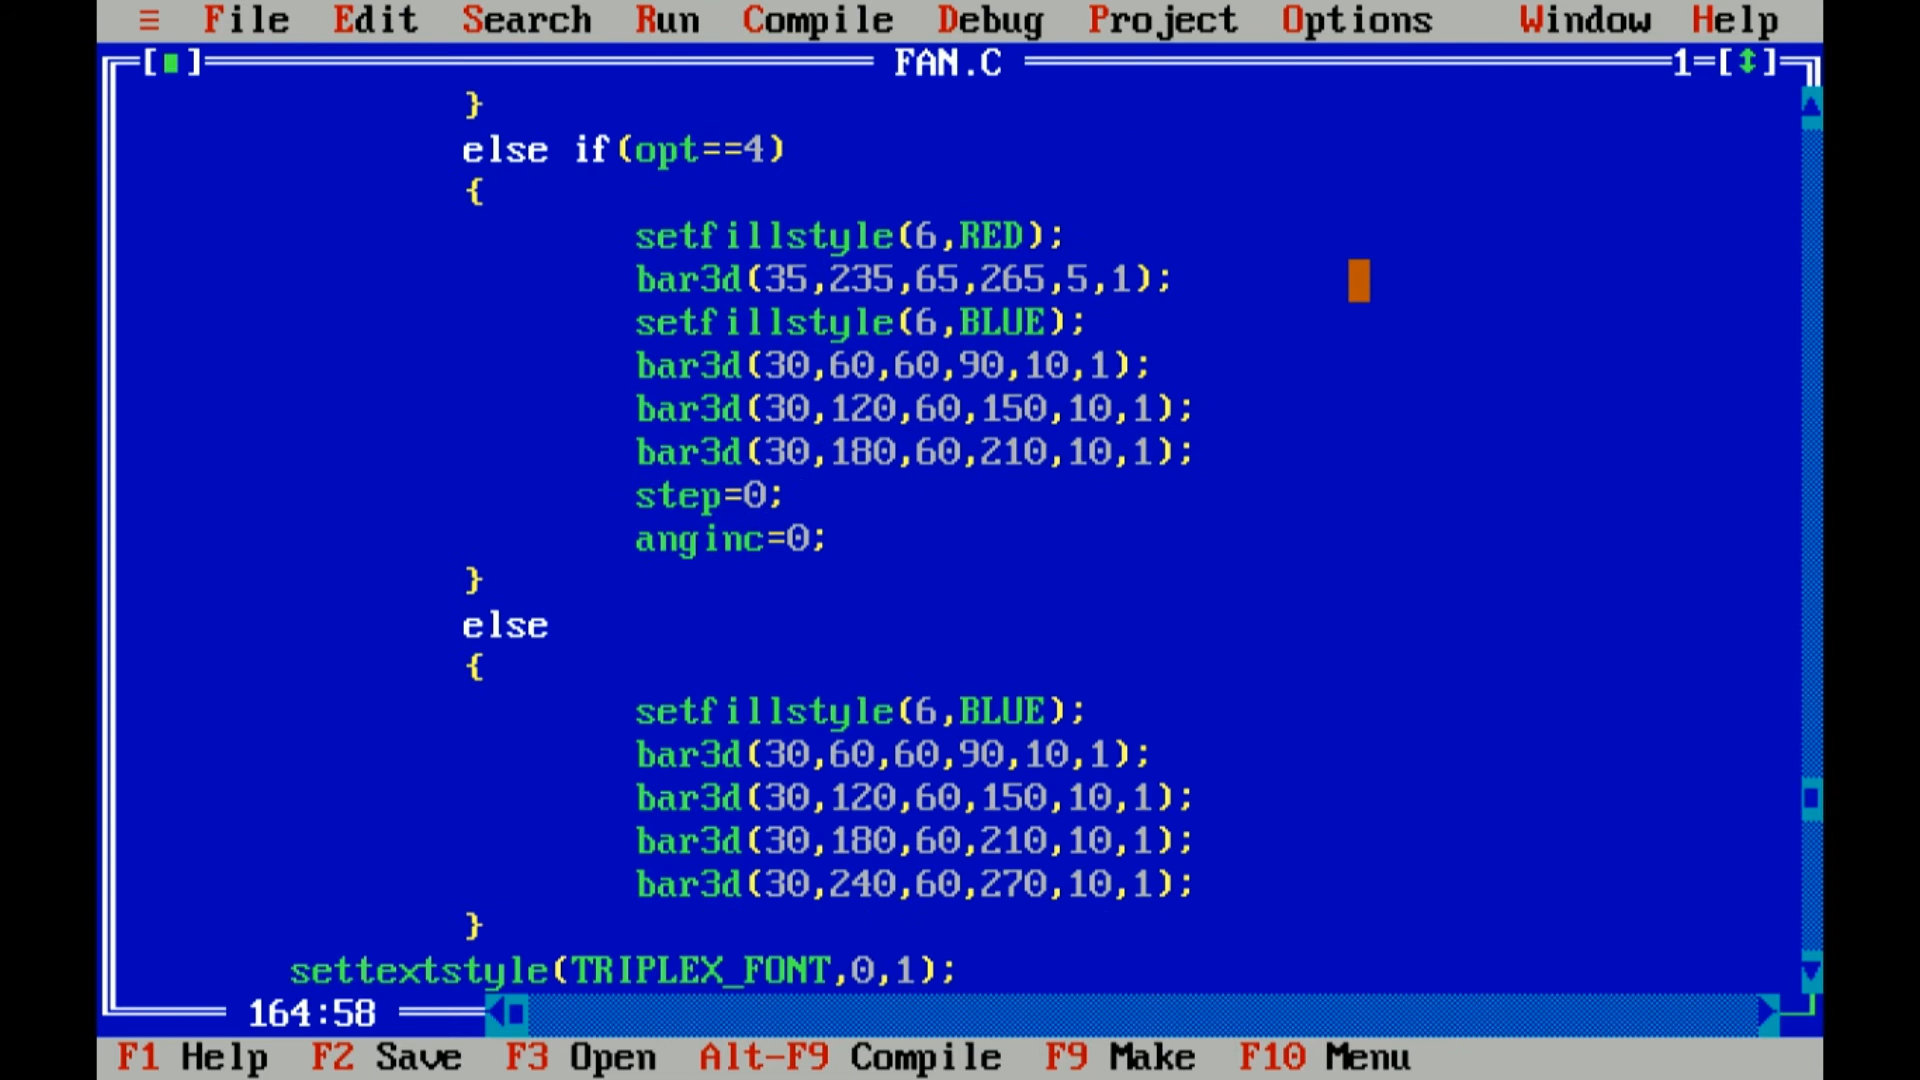 ≡ File Edit Search Run Compile Debug Project Options Window Help
[■] FAN.C 1=[↕]
}
else if(opt==4)
{
setfillstyle(6,RED);
bar3d(35,235,65,265,5,1);
setfillstyle(6,BLUE);
bar3d(30,60,60,90,10,1);
bar3d(30,120,60,150,10,1);
bar3d(30,180,60,210,10,1);
step=0;
anginc=0;
}
else
{
setfillstyle(6,BLUE);
bar3d(30,60,60,90,10,1);
bar3d(30,120,60,150,10,1);
bar3d(30,180,60,210,10,1);
bar3d(30,240,60,270,10,1);
}
settextstyle(TRIPLEX_FONT,0,1);
164:58
F1 Help F2 Save F3 Open Alt-F9 Compile F9 Make F10 Menu